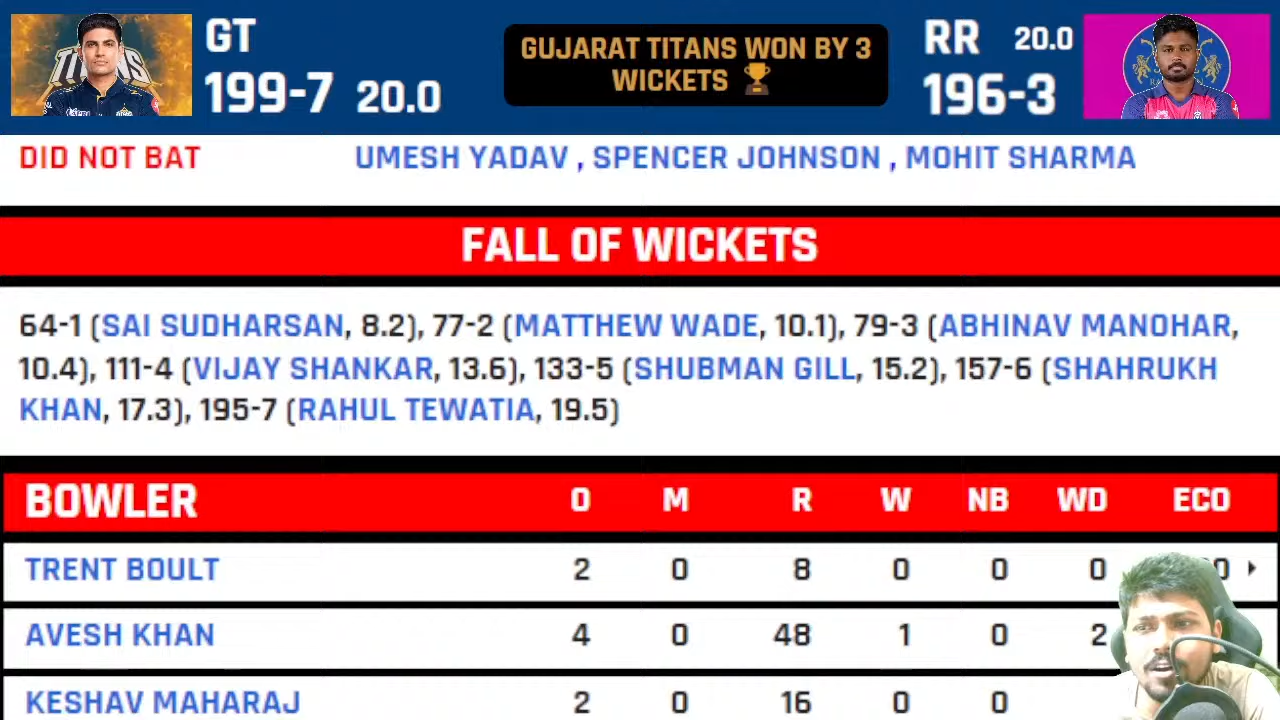 GT
199-7 20.0
GUJARAT TITANS WON BY 3
WICKETS 🏆
RR 20.0
196-3
DID NOT BAT UMESH YADAV , SPENCER JOHNSON , MOHIT SHARMA
FALL OF WICKETS
64-1 (SAI SUDHARSAN, 8.2), 77-2 (MATTHEW WADE, 10.1), 79-3 (ABHINAV MANOHAR,
10.4), 111-4 (VIJAY SHANKAR, 13.6), 133-5 (SHUBMAN GILL, 15.2), 157-6 (SHAHRUKH
KHAN, 17.3), 195-7 (RAHUL TEWATIA, 19.5)
BOWLER O M R W NB WD ECO
TRENT BOULT 2 0 8 0 0 0
AVESH KHAN 4 0 48 1 0 2
KESHAV MAHARAJ 2 0 16 0 0